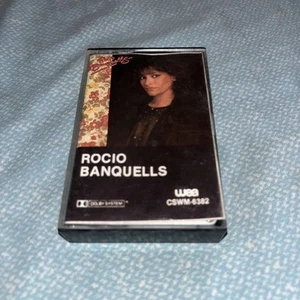 ROCIO
BANQUELLS
DOLBY SYSTEM
wea
CSWM-6382